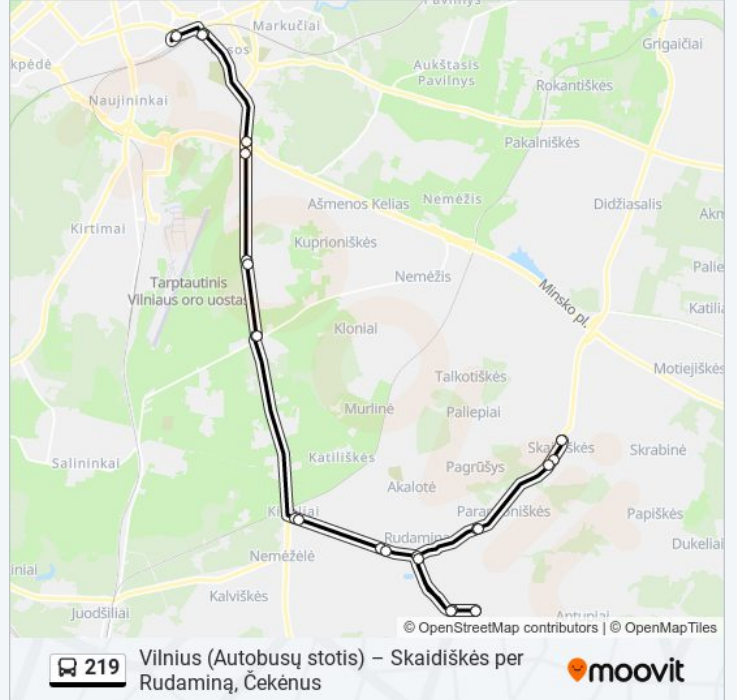 Pavilnys
Markučiai
Grigaičiai
Aukštasis
Pavilnys
Rokantiškės
Naujininkai
Pakalniškės
Ašmenos Kelias
Nemėžis
Didžiasalis
Kirtimai
Kuprioniškės
Tarptautinis
Vilniaus oro uostas
Nemėžis
Minsko pl.
Kloniai
Motiejiškės
Talkotiškės
Murlinė
Paliepiai
Salininkai
Katiliškės
Skrabinė
Pagrūšys
Akalotė
Papiškės
Rudamina
Nemėžėlė
Kalviškės
Juodšiliai
© OpenStreetMap contributors | © OpenMapTiles
219
Vilnius (Autobusų stotis) – Skaidiškės per
Rudaminą, Čekėnus
moovit